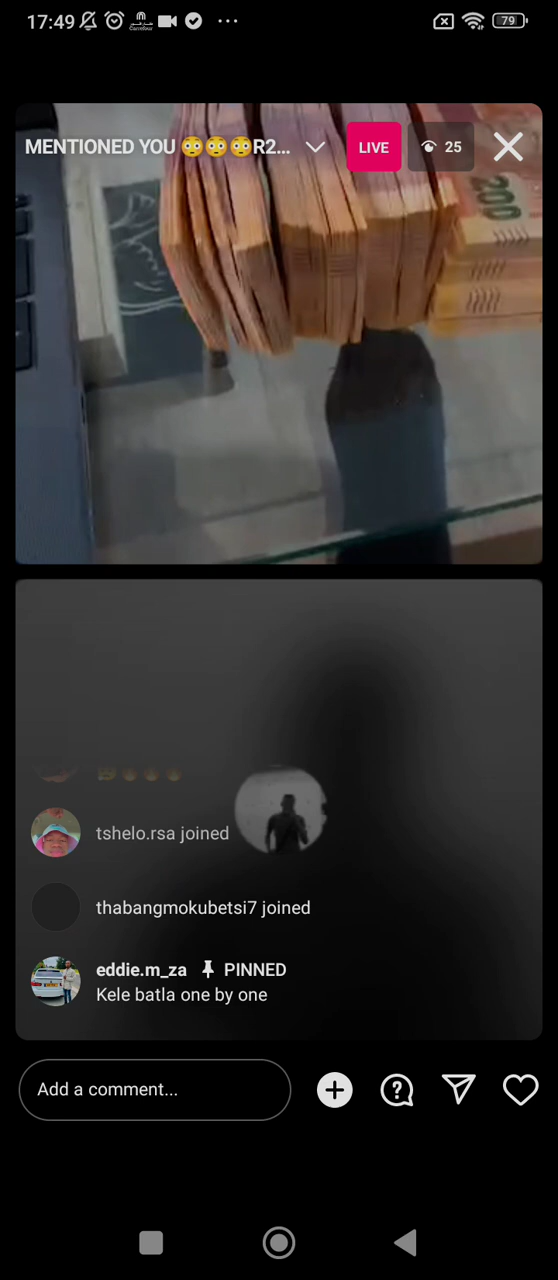 17:49
Carrefour
79
MENTIONED YOU 😳😳😳R2...
LIVE
25
200
tshelo.rsa joined
thabangmokubetsi7 joined
eddie.m_za PINNED
Kele batla one by one
Add a comment...